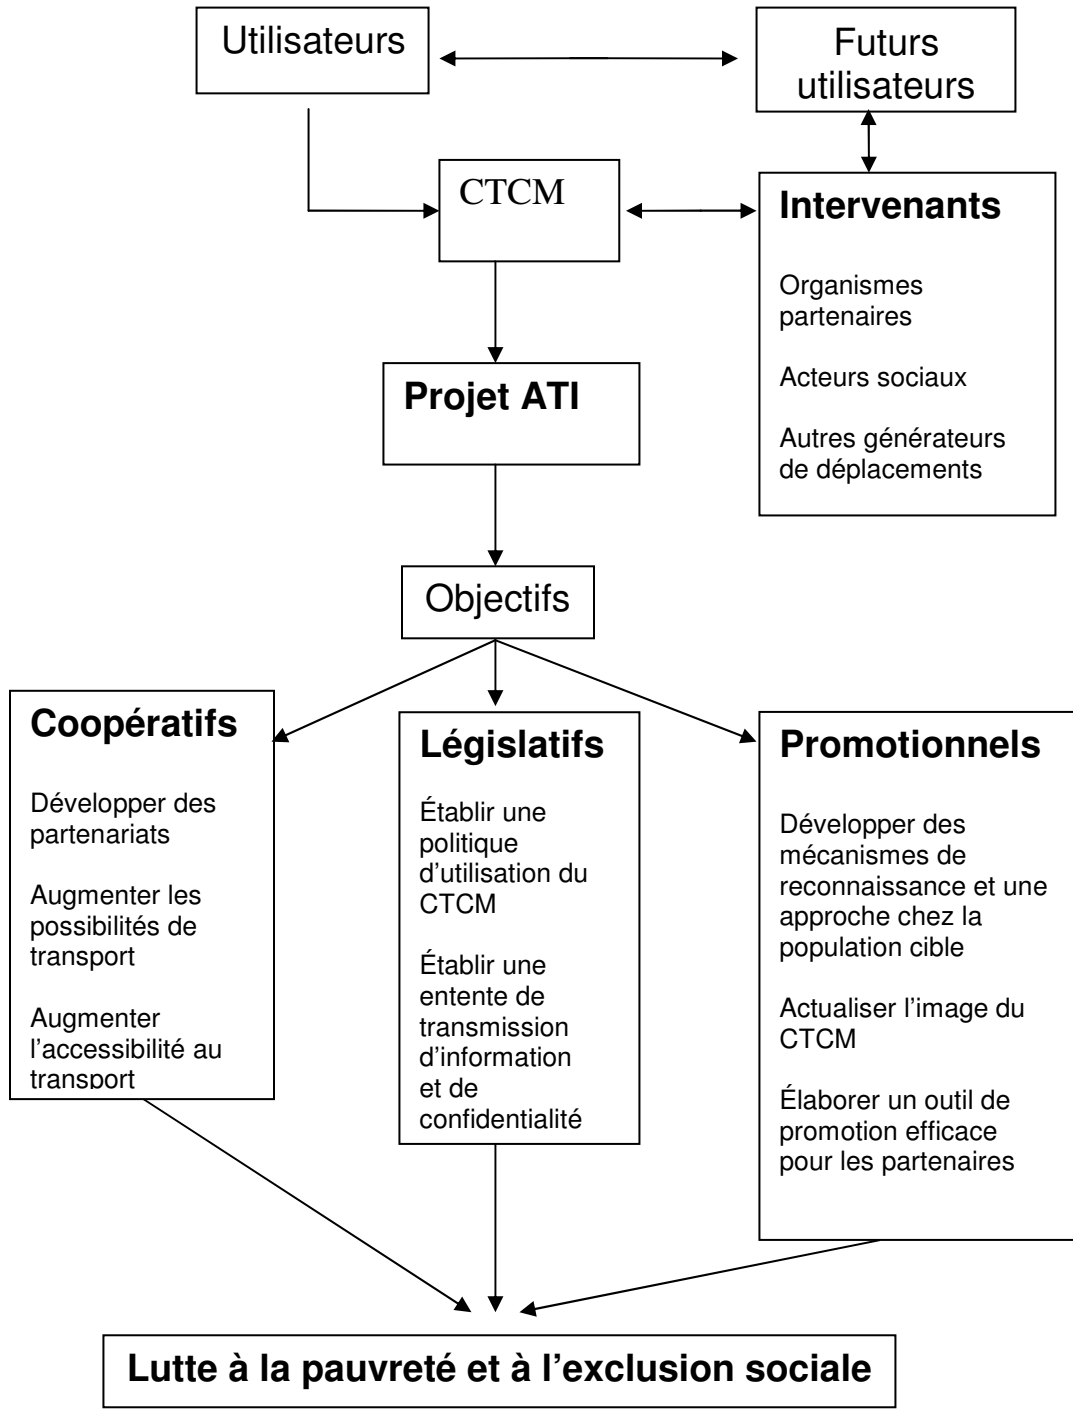 Utilisateurs
Futurs
utilisateurs
CTCM
Intervenants
Organismes
partenaires
Acteurs sociaux
Autres générateurs
de déplacements
Projet ATI
Objectifs
Coopératifs
Développer des
partenariats
Augmenter les
possibilités de
transport
Augmenter
l’accessibilité au
transport
Législatifs
Établir une
politique
d’utilisation du
CTCM
Établir une
entente de
transmission
d’information
et de
confidentialité
Promotionnels
Développer des
mécanismes de
reconnaissance et une
approche chez la
population cible
Actualiser l’image du
CTCM
Élaborer un outil de
promotion efficace
pour les partenaires
Lutte à la pauvreté et à l’exclusion sociale